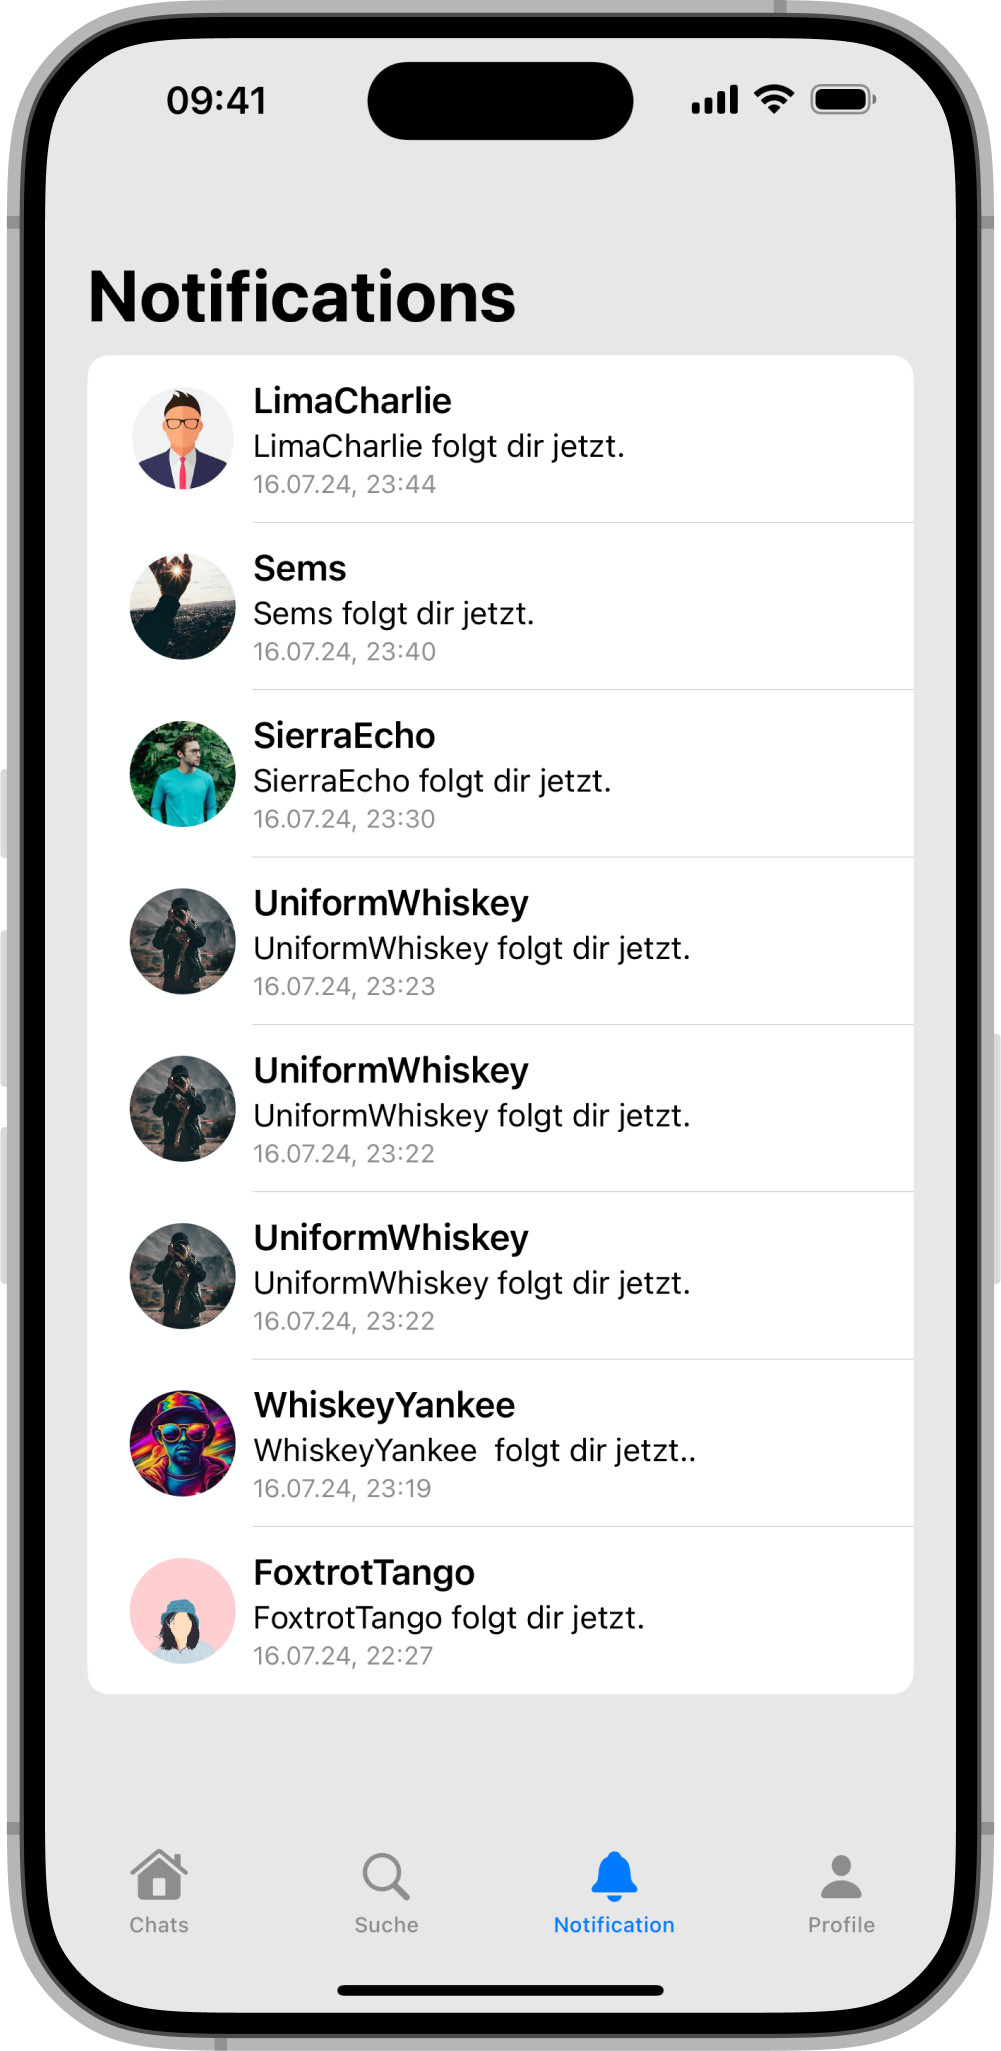 09:41
Notifications
LimaCharlie
LimaCharlie folgt dir jetzt.
16.07.24, 23:44
Sems
Sems folgt dir jetzt.
16.07.24, 23:40
SierraEcho
SierraEcho folgt dir jetzt.
16.07.24, 23:30
UniformWhiskey
UniformWhiskey folgt dir jetzt.
16.07.24, 23:23
UniformWhiskey
UniformWhiskey folgt dir jetzt.
16.07.24, 23:22
UniformWhiskey
UniformWhiskey folgt dir jetzt.
16.07.24, 23:22
WhiskeyYankee
WhiskeyYankee  folgt dir jetzt..
16.07.24, 23:19
FoxtrotTango
FoxtrotTango folgt dir jetzt.
16.07.24, 22:27
Chats Suche Notification Profile